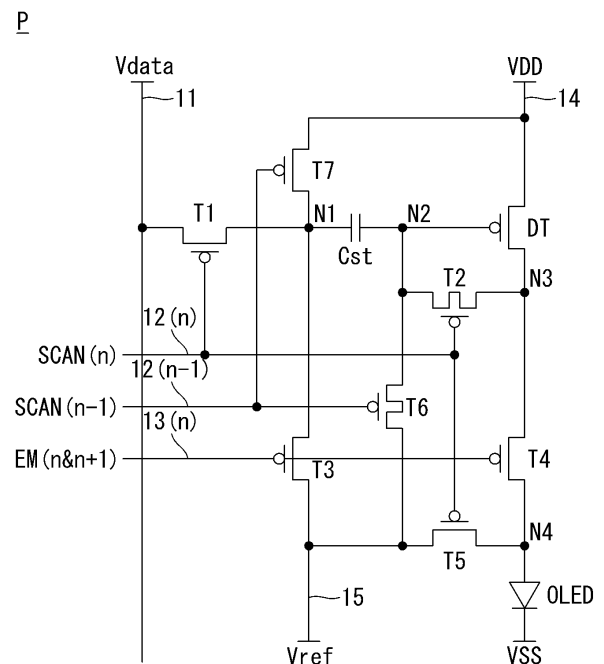 P
Vdata
VDD
11
14
T7
T1
N1
N2
DT
Cst
T2
N3
12(n)
SCAN(n)
12(n-1)
SCAN(n-1)
T6
13(n)
EM(n&n+1)
T3
T4
N4
T5
15
OLED
Vref
VSS